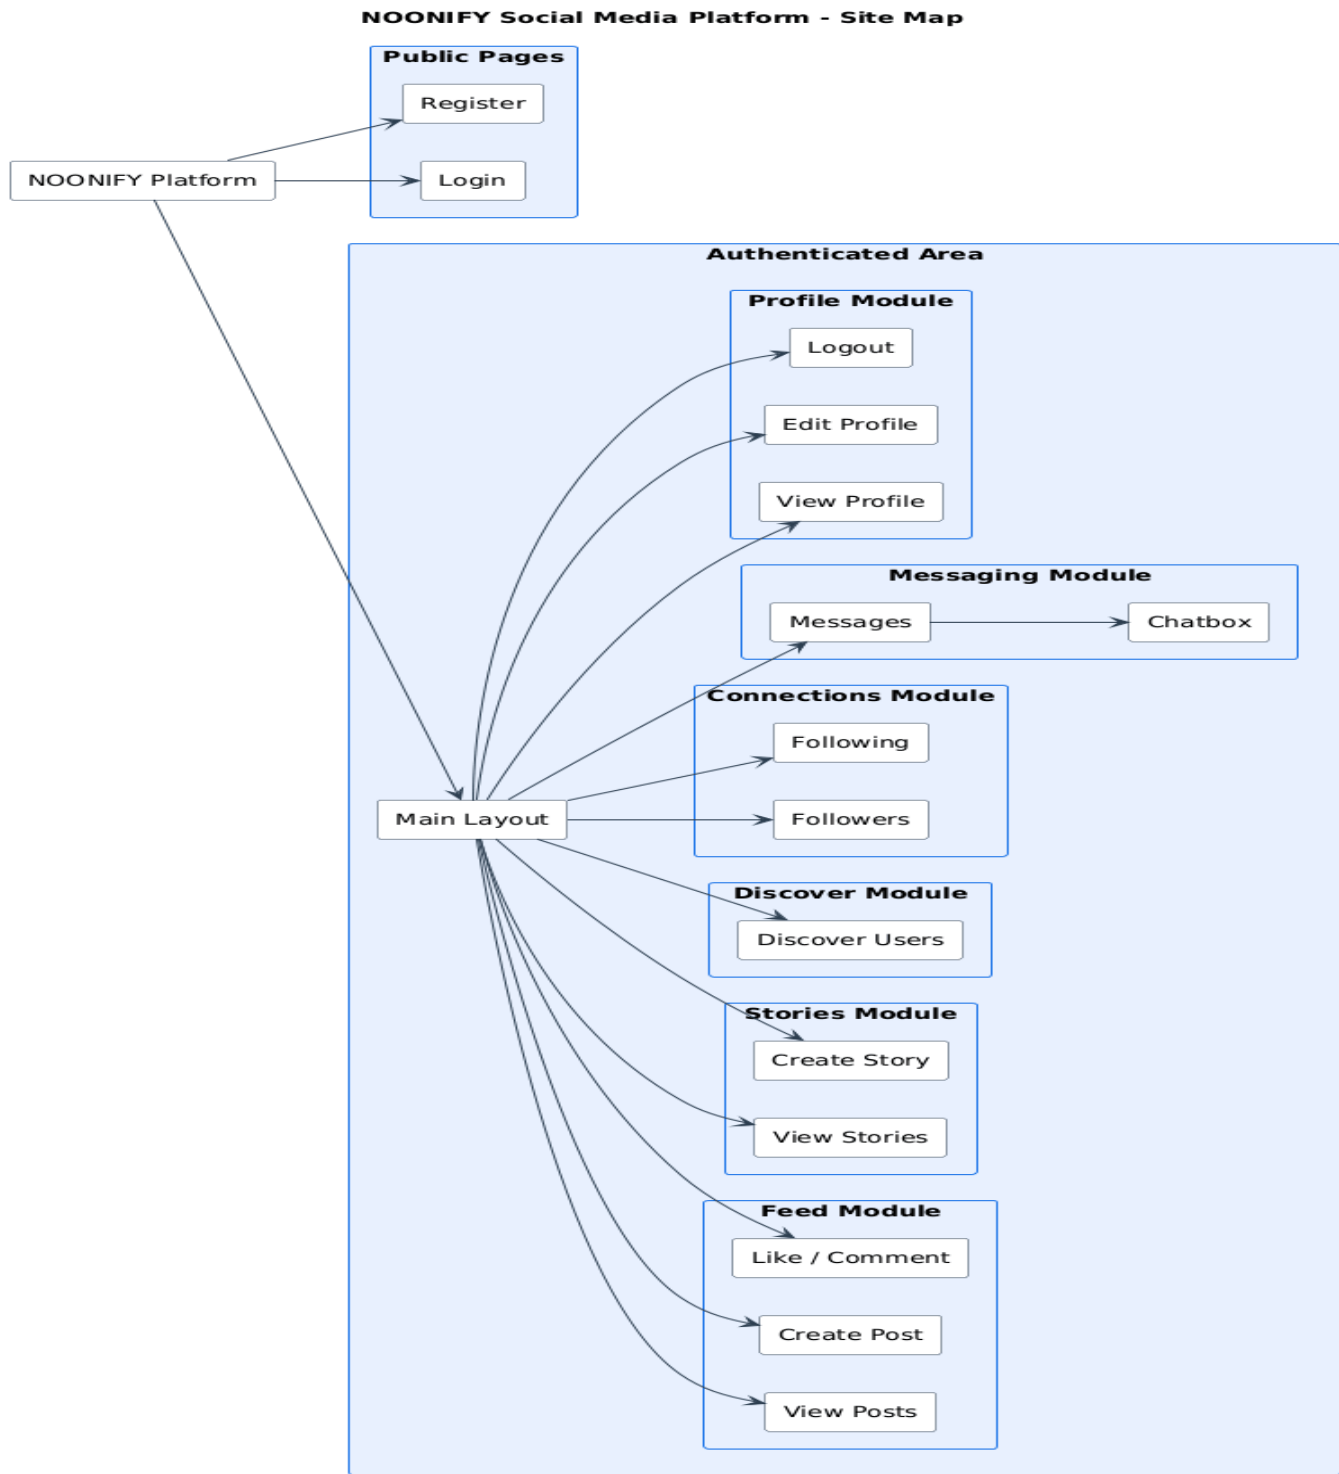 NOONIFY Social Media Platform - Site Map
Public Pages
Register
NOONIFY Platform
Login
Authenticated Area
Profile Module
Logout
Edit Profile
View Profile
Messaging Module
Messages
Chatbox
Connections Module
Following
Main Layout
Followers
Discover Module
Discover Users
Stories Module
Create Story
View Stories
Feed Module
Like / Comment
Create Post
View Posts